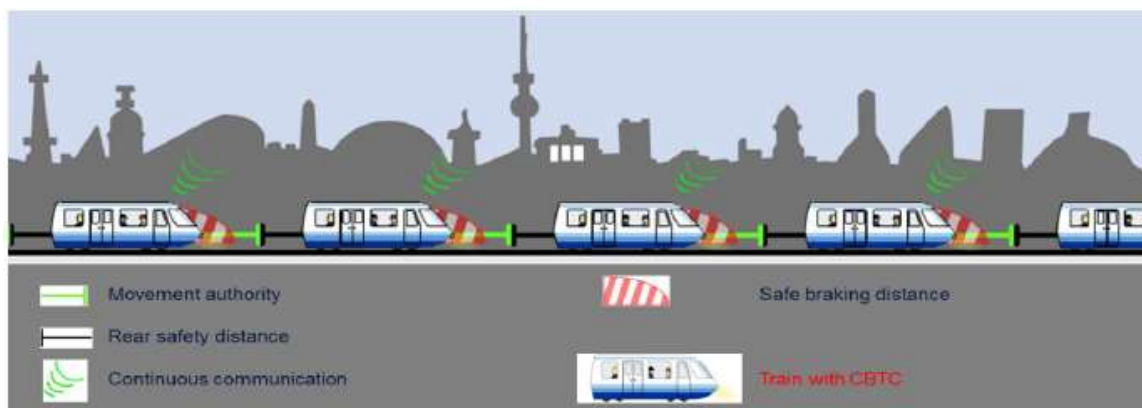 Movement authority
Safe braking distance
Rear safety distance
Continuous communication
Train with CBTC